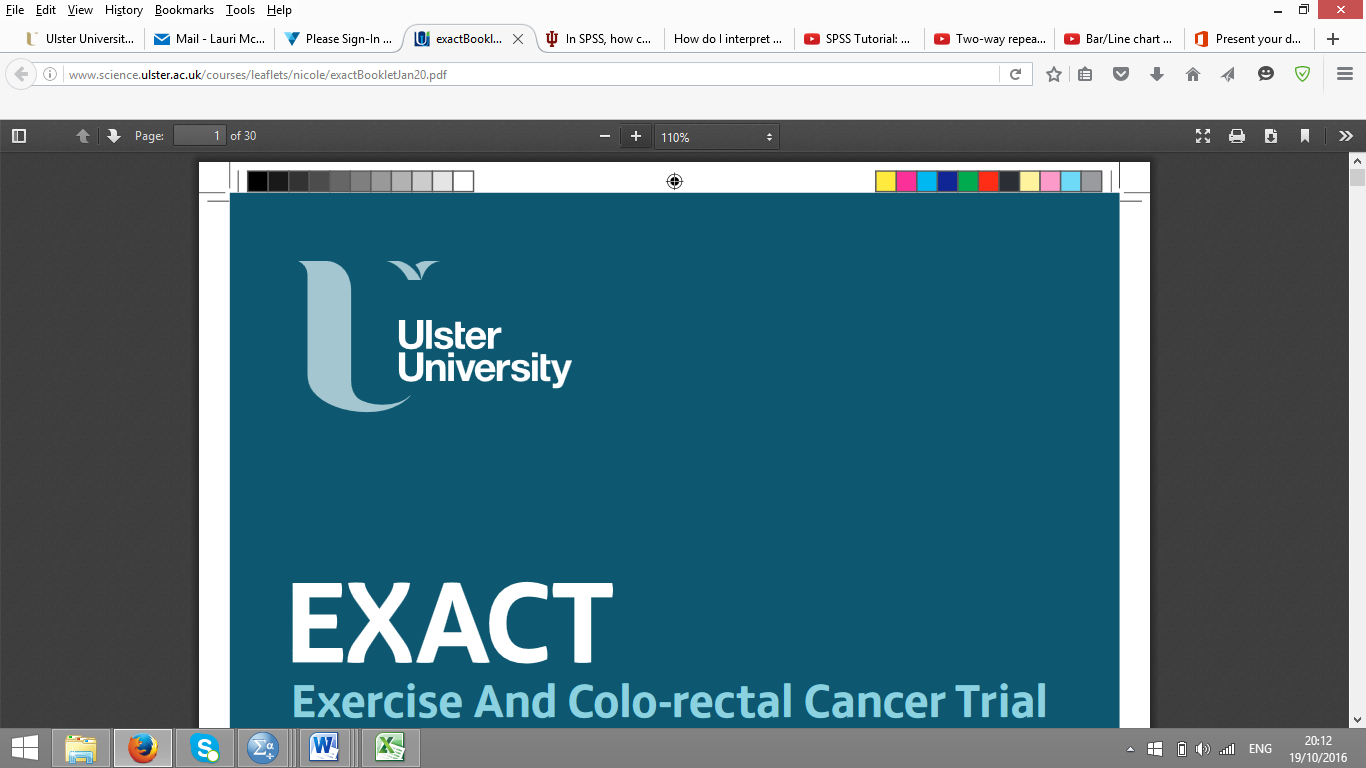 File Edit View History Bookmarks Tools Help
Ulster Universit... Mail - Lauri Mc... Please Sign-In ... exactBookl... In SPSS, how c... How do I interpret ... SPSS Tutorial: ... Two-way repea... Bar/Line chart ... Present your d...
www.science.ulster.ac.uk/courses/leaflets/nicole/exactBookletJan20.pdf
Page: 1 of 30 110%
Ulster
University
EXACT
Exercise And Colo-rectal Cancer Trial
ENG 20:12
19/10/2016